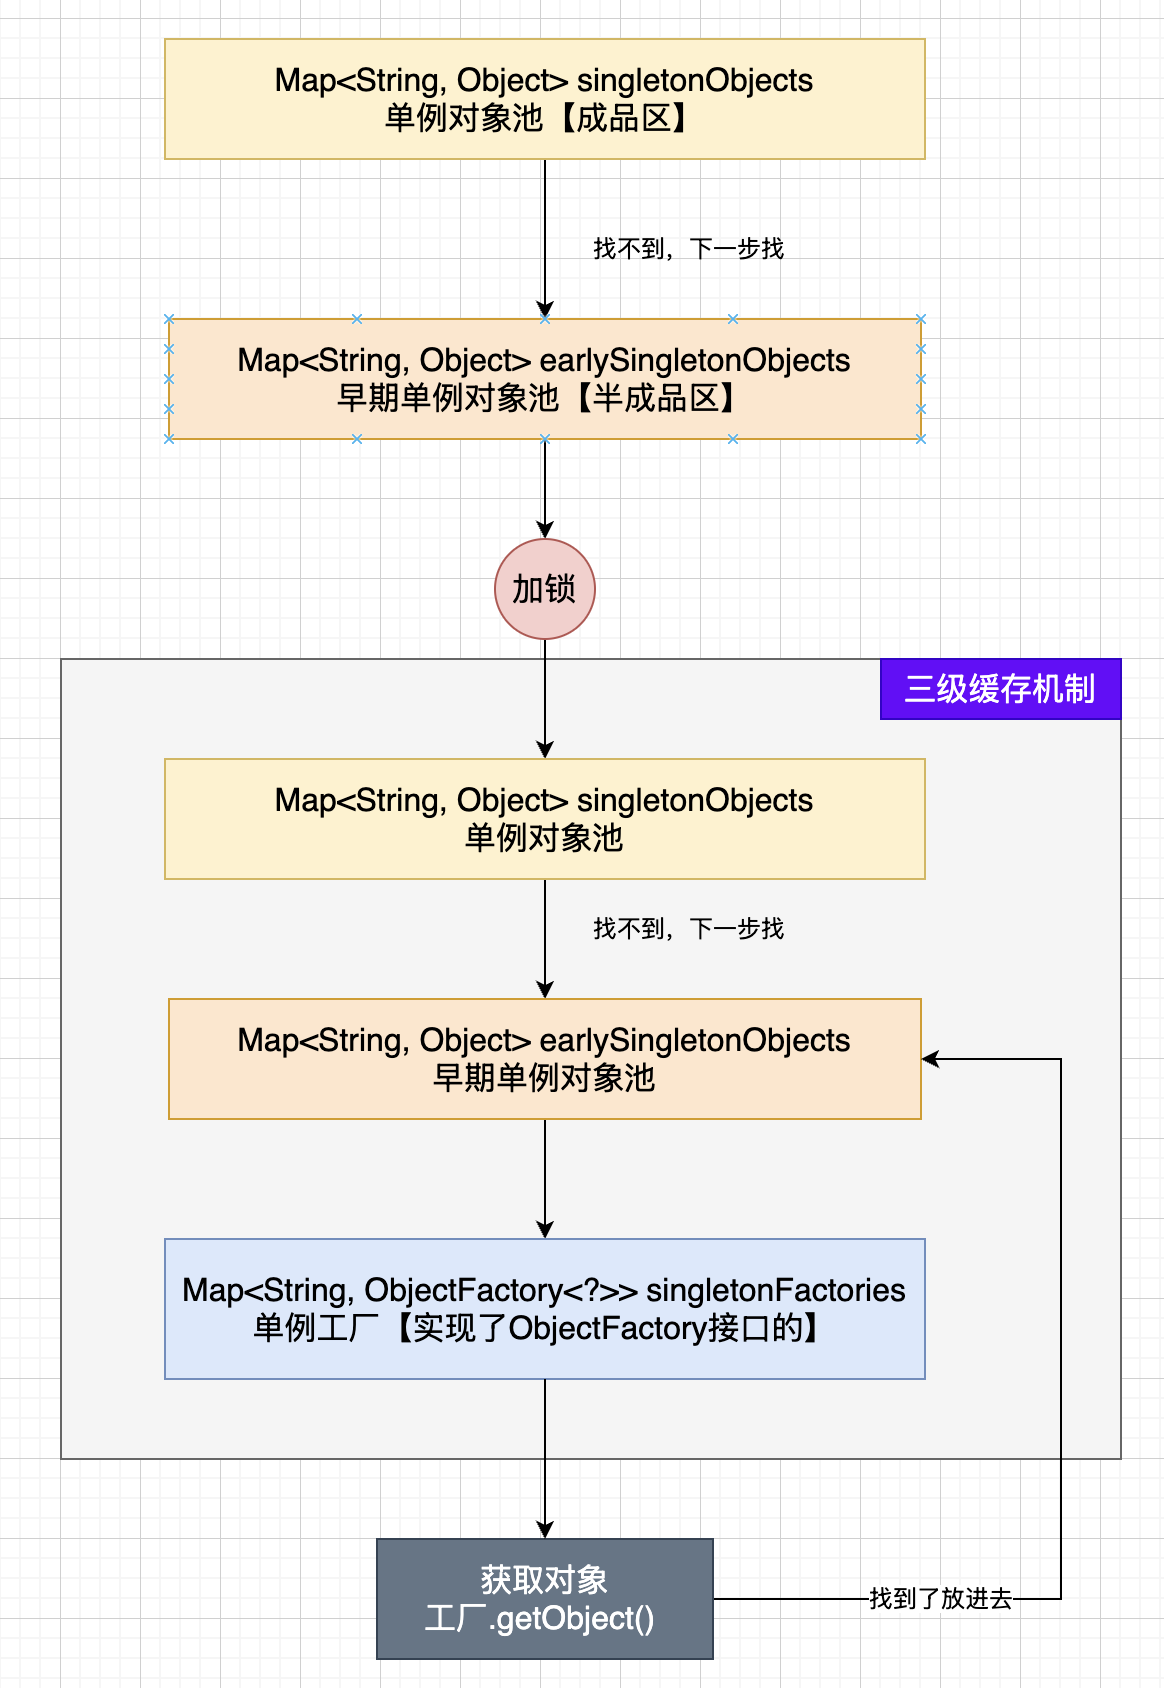 Map<String, Object> singletonObjects
单例对象池【成品区】
找不到，下一步找
Map<String, Object> earlySingletonObjects
早期单例对象池【半成品区】
加锁
三级缓存机制
Map<String, Object> singletonObjects
单例对象池
找不到，下一步找
Map<String, Object> earlySingletonObjects
早期单例对象池
Map<String, ObjectFactory<?>> singletonFactories
单例工厂【实现了ObjectFactory接口的】
获取对象
工厂.getObject()
找到了放进去